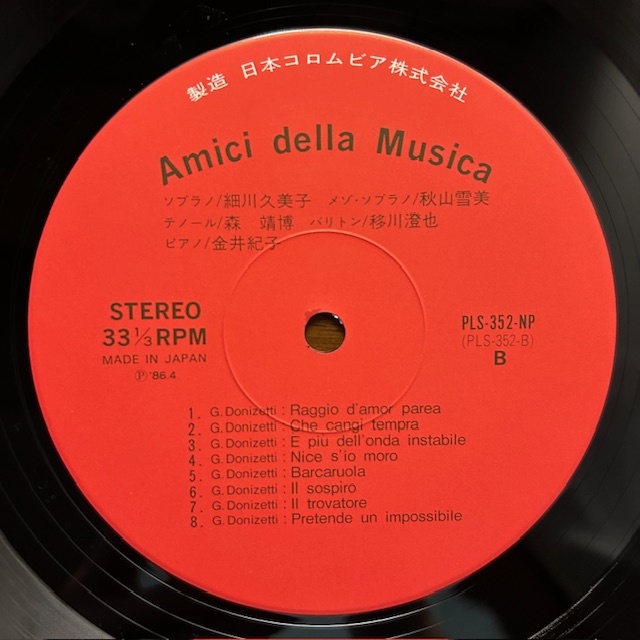 製造 日本コロムビア株式会社
Amici della Musica
ソプラノ/細川久美子 メゾ・ソプラノ/秋山雪美
テノール/森 靖博 バリトン/移川澄也
ピアノ/金井紀子
STEREO
33 1/3 RPM
MADE IN JAPAN
Ⓟ '86.4
PLS-352-NP
(PLS-352-B)
B
1. G. Donizetti : Raggio d'amor parea
2. G. Donizetti : Che cangi tempra
3. G. Donizetti : E più dell'onda instabile
4. G. Donizetti : Nice s'io moro
5. G. Donizetti : Barcaruola
6. G. Donizetti : Il sospiro
7. G. Donizetti : Il trovatore
8. G. Donizetti : Pretende un impossibile